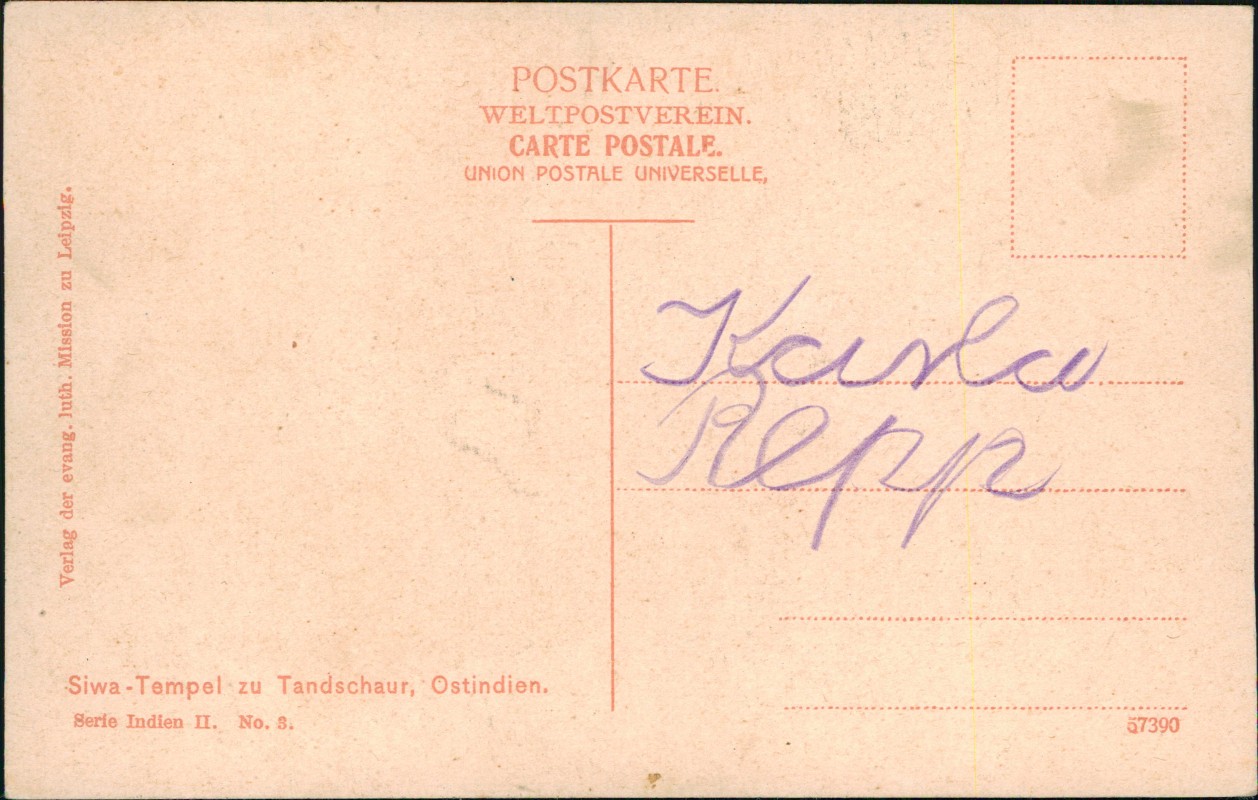 POSTKARTE.
WELTPOSTVEREIN.
CARTE POSTALE.
UNION POSTALE UNIVERSELLE,
Verlag der evang. luth. Mission zu Leipzig.
Karla
Repp
Siwa-Tempel zu Tandschaur, Ostindien.
Serie Indien II. No. 3.
57390